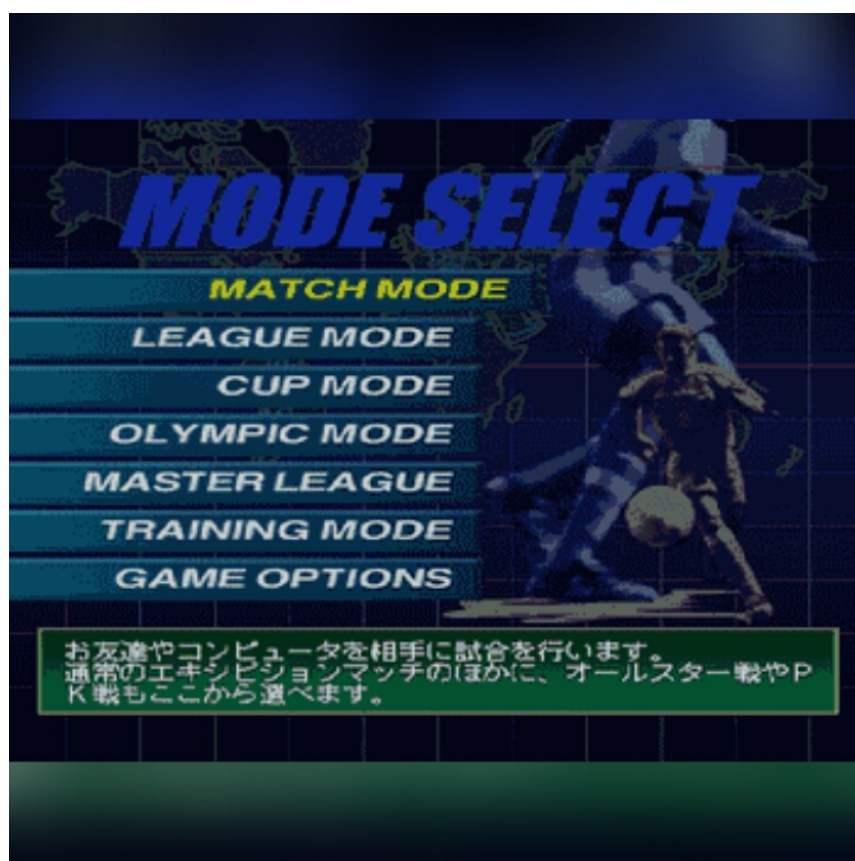 MODE SELECT
MATCH MODE
LEAGUE MODE
CUP MODE
OLYMPIC MODE
MASTER LEAGUE
TRAINING MODE
GAME OPTIONS
お友達やコンピュータを相手に試合を行います。
通常のエキシビションマッチのほかに、オールスター戦やP
K戦もここから選べます。